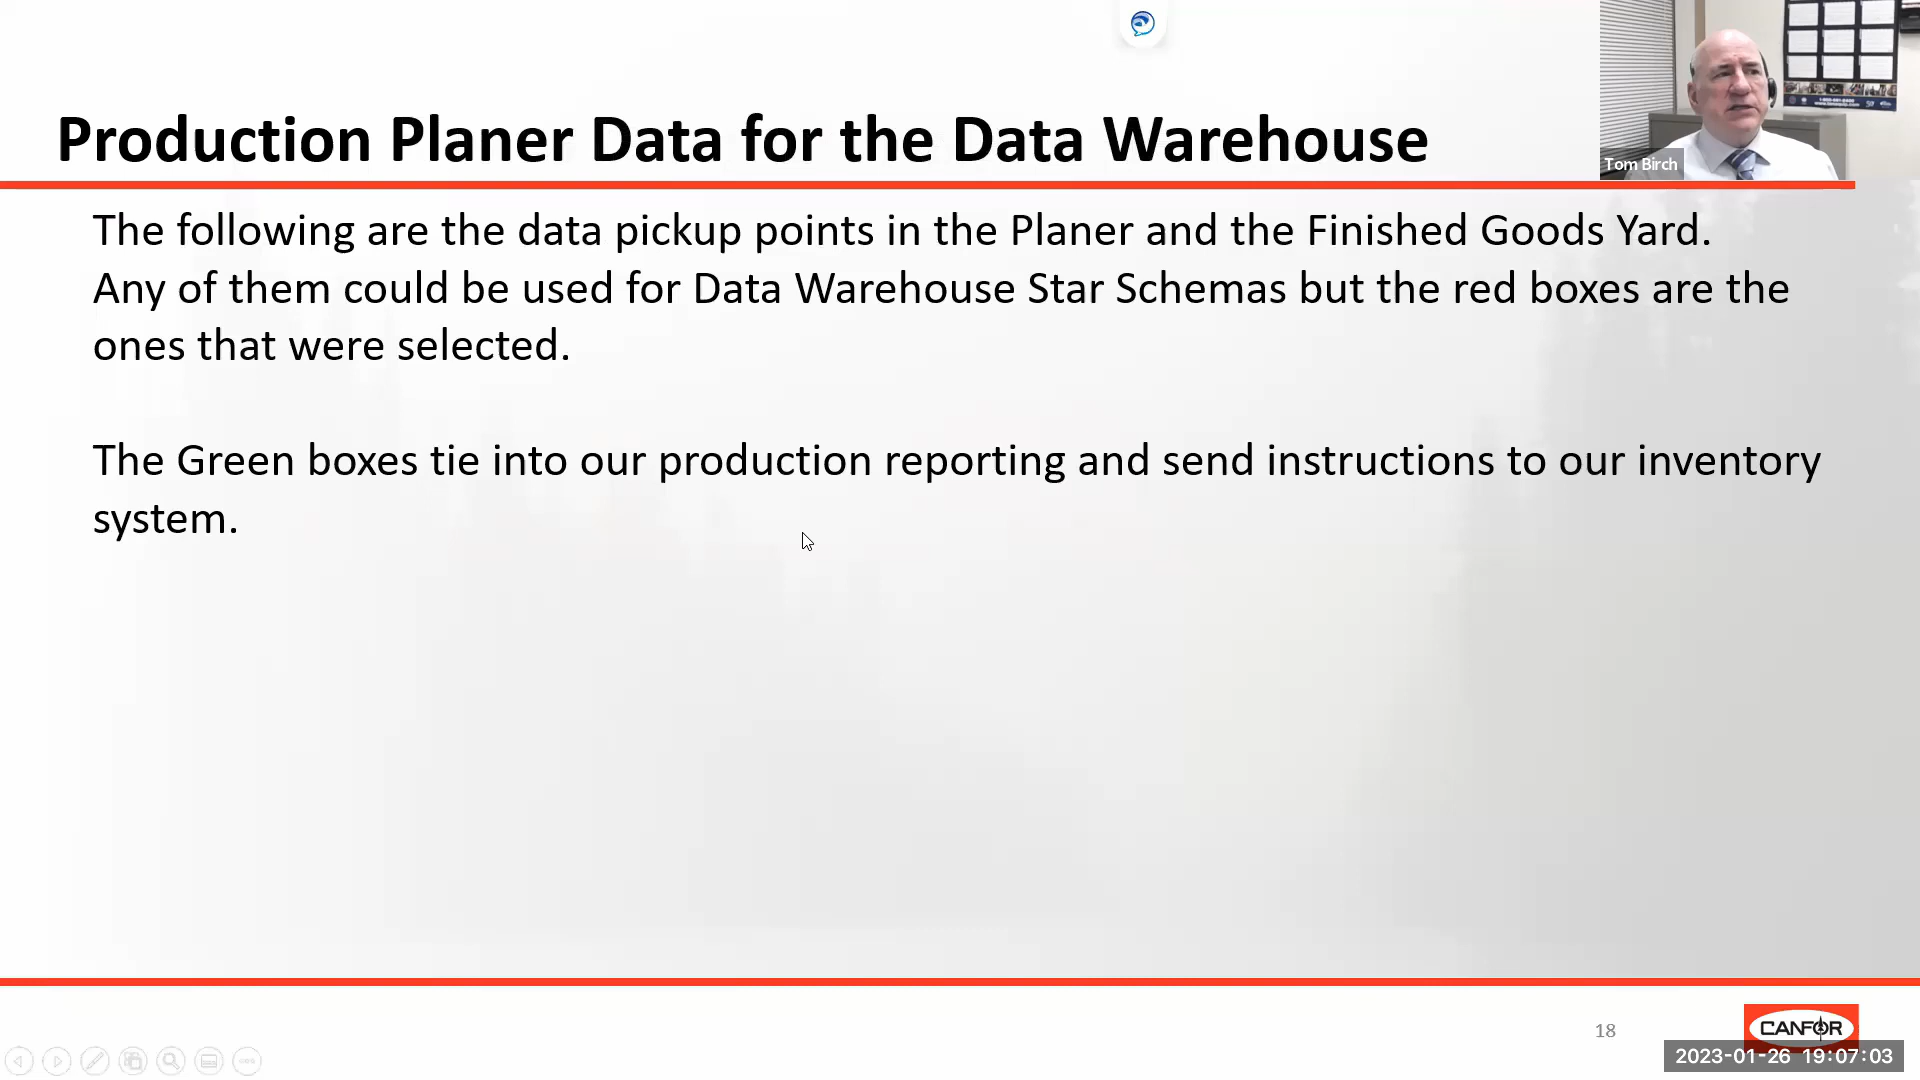 Production Planer Data for the Data Warehouse
Tom Birch
The following are the data pickup points in the Planer and the Finished Goods Yard.
Any of them could be used for Data Warehouse Star Schemas but the red boxes are the
ones that were selected.
The Green boxes tie into our production reporting and send instructions to our inventory
system.
18
CANFOR
2023-01-26 19:07:03